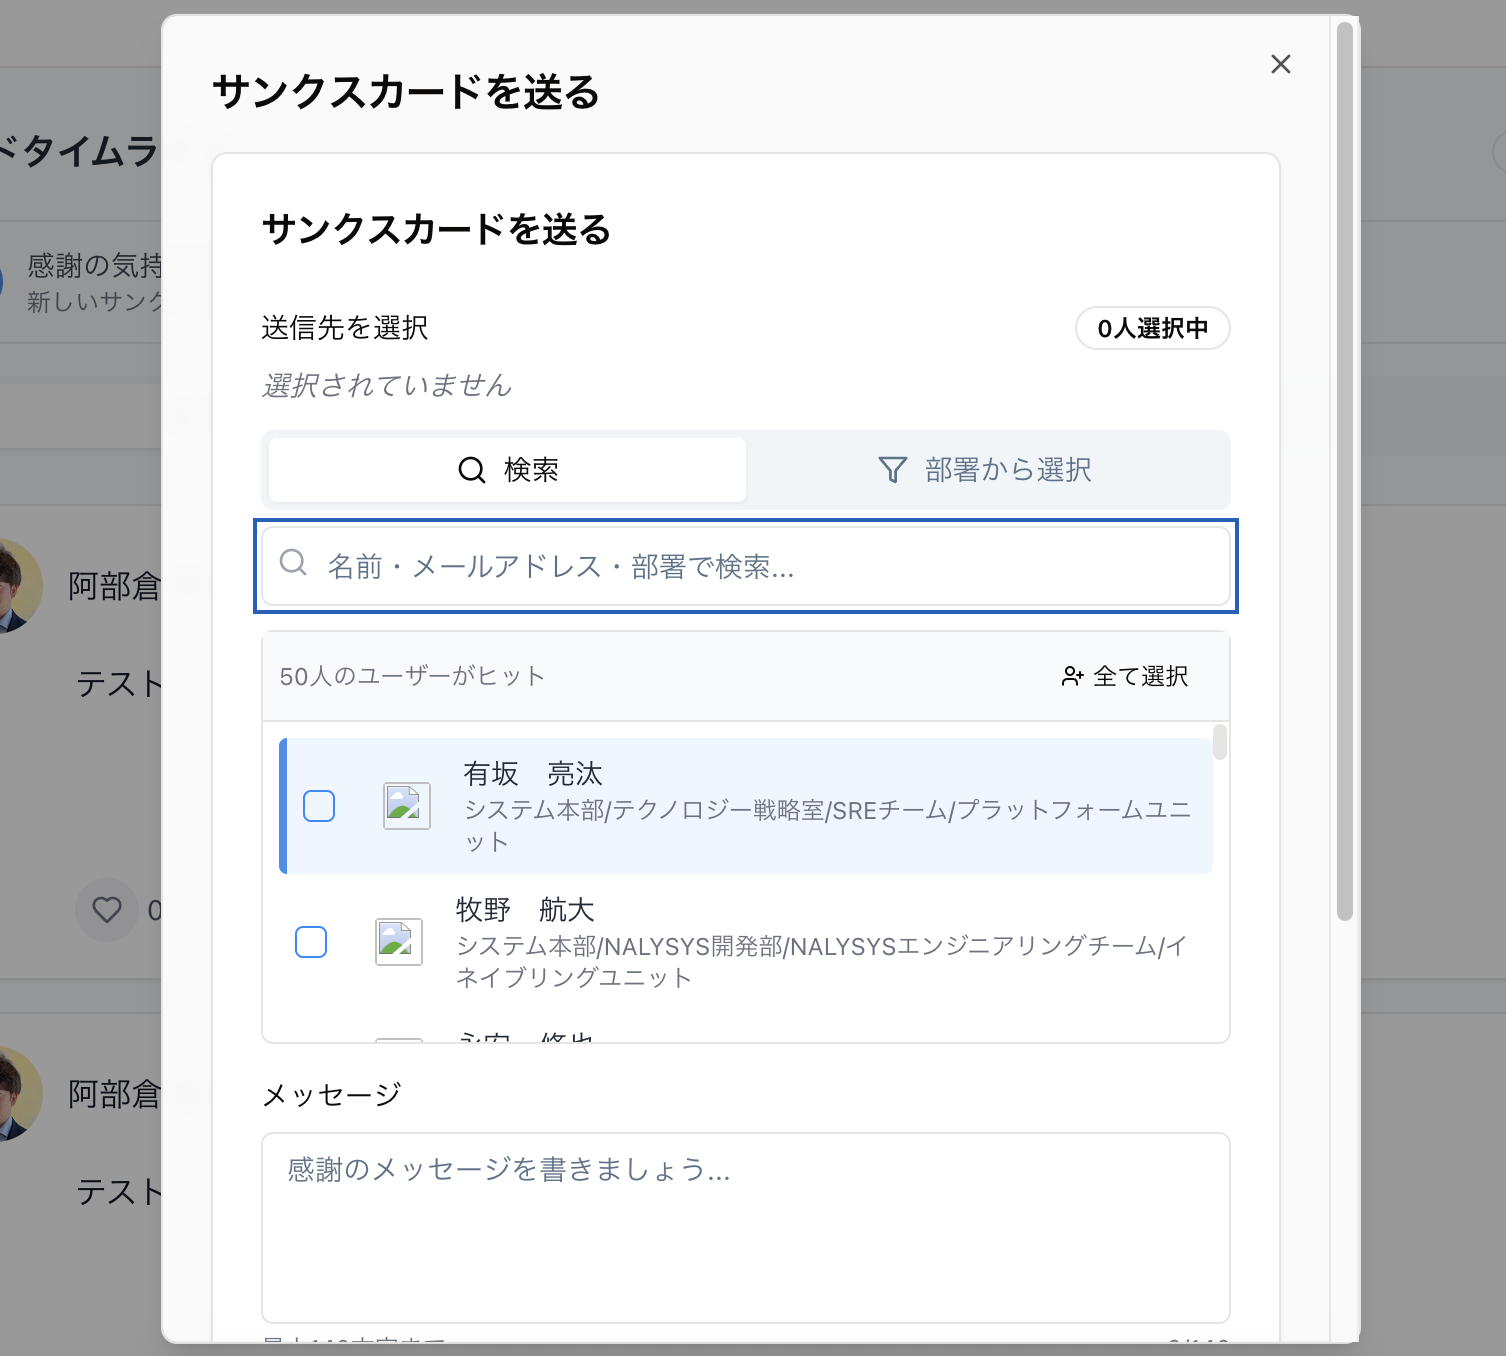 サンクスカードを送る
ドタイムラ
サンクスカードを送る
感謝の気持
新しいサンク
送信先を選択
0人選択中
選択されていません
検索
部署から選択
名前・メールアドレス・部署で検索...
阿部倉
テスト
50人のユーザーがヒット
全て選択
有坂　亮汰
システム本部/テクノロジー戦略室/SREチーム/プラットフォームユニ
ット
0
牧野　航大
システム本部/NALYSYS開発部/NALYSYSエンジニアリングチーム/イ
ネイブリングユニット
永安　修也
阿部倉
メッセージ
感謝のメッセージを書きましょう...
テスト